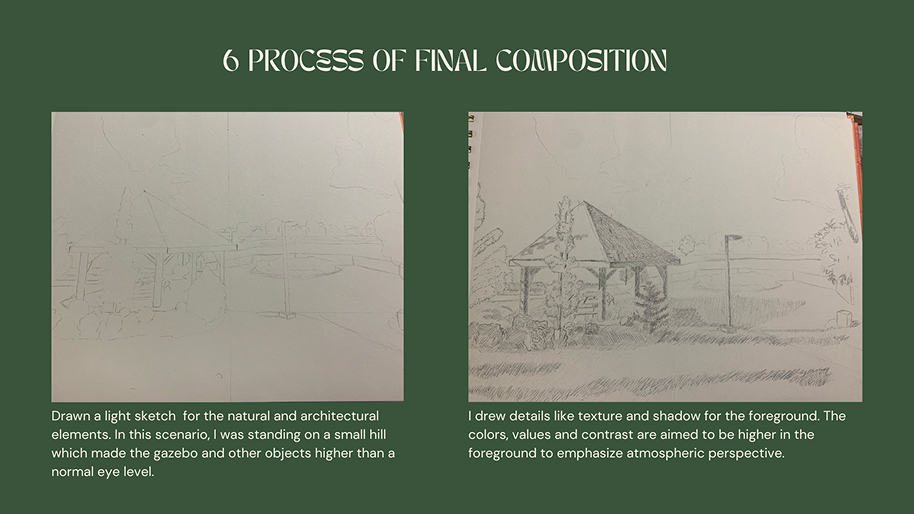 6 PROCESS OF FINAL COMPOSITION
Drawn a light sketch  for the natural and architectural
elements. In this scenario, I was standing on a small hill
which made the gazebo and other objects higher than a
normal eye level.
I drew details like texture and shadow for the foreground. The
colors, values and contrast are aimed to be higher in the
foreground to emphasize atmospheric perspective.